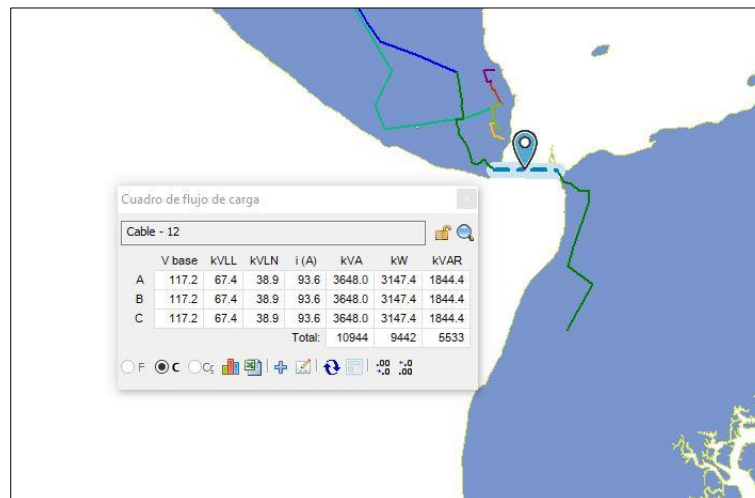 Cuadro de flujo de carga
Cable - 12
V base kVLL kVLN i (A) kVA kW kVAR
A 117.2 67.4 38.9 93.6 3648.0 3147.4 1844.4
B 117.2 67.4 38.9 93.6 3648.0 3147.4 1844.4
C 117.2 67.4 38.9 93.6 3648.0 3147.4 1844.4
Total: 10944 9442 5533
F C